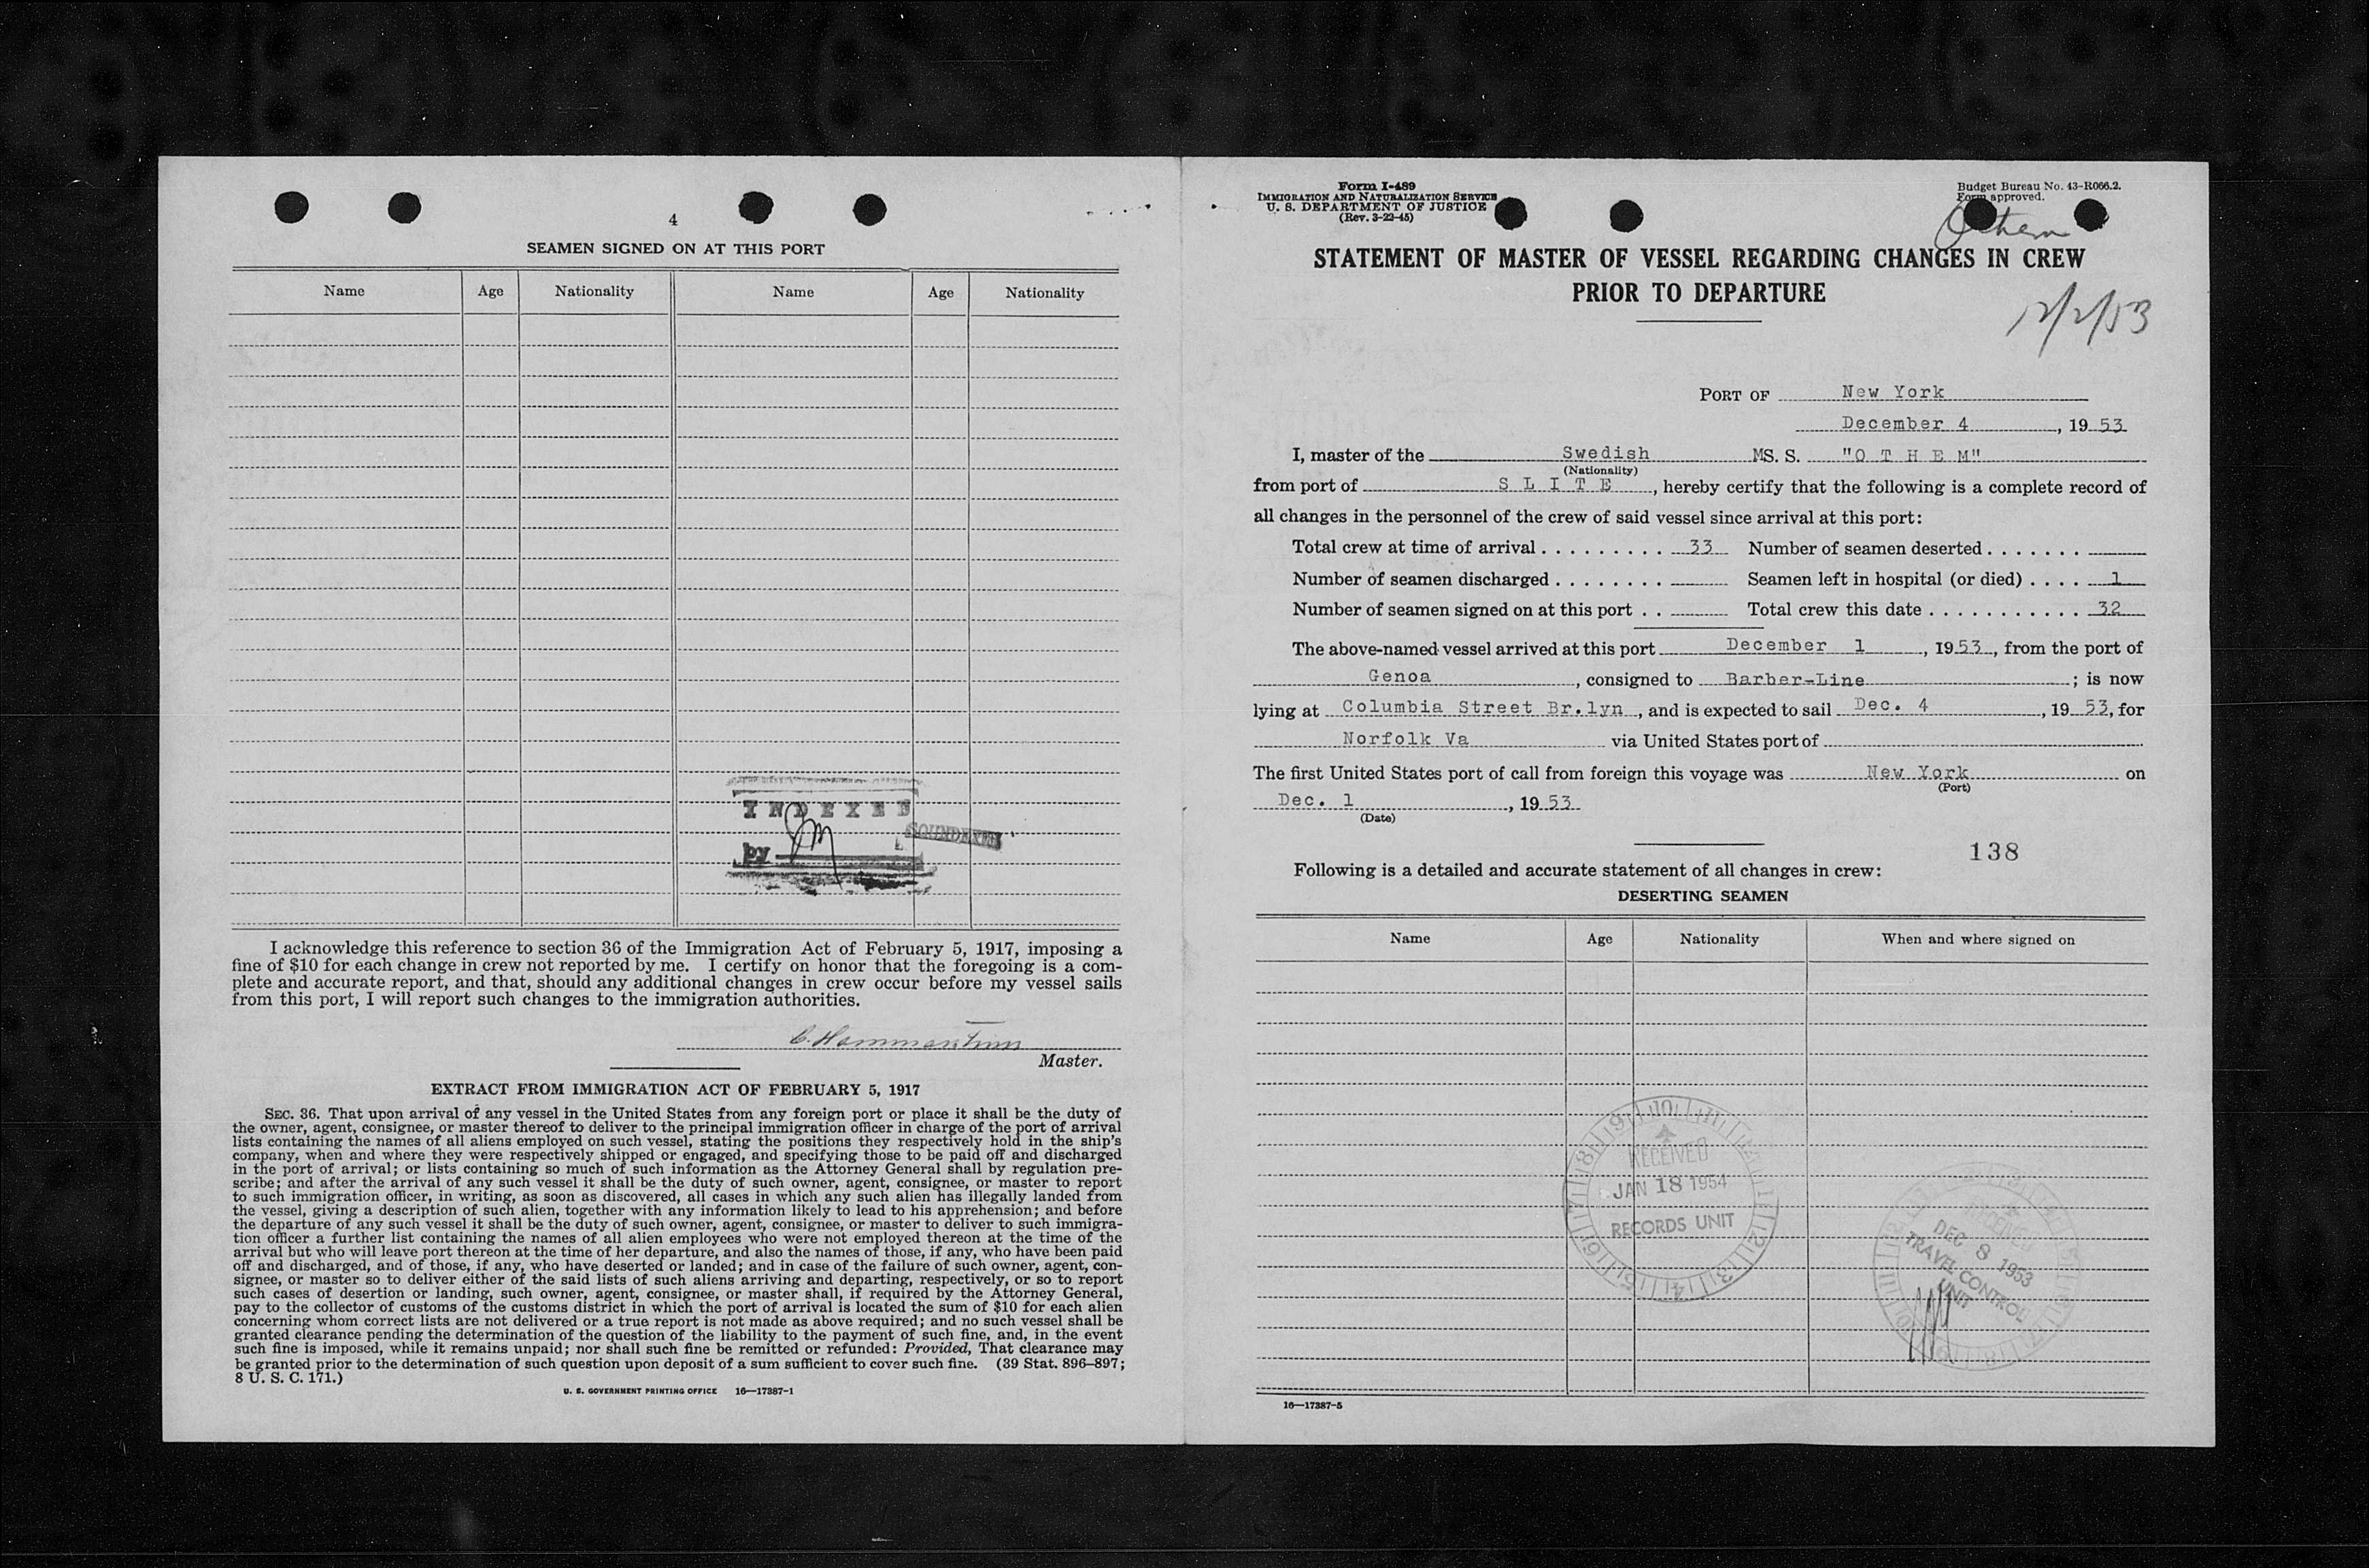 4
SEAMEN SIGNED ON AT THIS PORT
Name Age Nationality Name Age Nationality
INDEXED
SOUNDEXED
by
I acknowledge this reference to section 36 of the Immigration Act of February 5, 1917, imposing a
fine of $10 for each change in crew not reported by me. I certify on honor that the foregoing is a com-
plete and accurate report, and that, should any additional changes in crew occur before my vessel sails
from this port, I will report such changes to the immigration authorities.
Master.
EXTRACT FROM IMMIGRATION ACT OF FEBRUARY 5, 1917
SEC. 36. That upon arrival of any vessel in the United States from any foreign port or place it shall be the duty of
the owner, agent, consignee, or master thereof to deliver to the principal immigration officer in charge of the port of arrival
lists containing the names of all aliens employed on such vessel, stating the positions they respectively hold in the ship's
company, when and where they were respectively shipped or engaged, and specifying those to be paid off and discharged
in the port of arrival; or lists containing so much of such information as the Attorney General shall by regulation pre-
scribe; and after the arrival of any such vessel it shall be the duty of such owner, agent, consignee, or master to report
to such immigration officer, in writing, as soon as discovered, all cases in which any such alien has illegally landed from
the vessel, giving a description of such alien, together with any information likely to lead to his apprehension; and before
the departure of any such vessel it shall be the duty of such owner, agent, consignee, or master to deliver to such immigra-
tion officer a further list containing the names of all alien employees who were not employed thereon at the time of the
arrival but who will leave port thereon at the time of her departure, and also the names of those, if any, who have been paid
off and discharged, and of those, if any, who have deserted or landed; and in case of the failure of such owner, agent, con-
signee, or master so to deliver either of the said lists of such aliens arriving and departing, respectively, or so to report
such cases of desertion or landing, such owner, agent, consignee, or master shall, if required by the Attorney General,
pay to the collector of customs of the customs district in which the port of arrival is located the sum of $10 for each alien
concerning whom correct lists are not delivered or a true report is not made as above required; and no such vessel shall be
granted clearance pending the determination of the question of the liability to the payment of such fine, and, in the event
such fine is imposed, while it remains unpaid; nor shall such fine be remitted or refunded: Provided, That clearance may
be granted prior to the determination of such question upon deposit of a sum sufficient to cover such fine. (39 Stat. 896-897;
8 U. S. C. 171.)
U. S. GOVERNMENT PRINTING OFFICE 16—17387-1
Form I-489
IMMIGRATION AND NATURALIZATION SERVICE
U. S. DEPARTMENT OF JUSTICE
(Rev. 3-22-45)
Budget Bureau No. 43-R066.2.
Form approved.
Othem
STATEMENT OF MASTER OF VESSEL REGARDING CHANGES IN CREW
PRIOR TO DEPARTURE
12/2/53
PORT OF New York
December 4, 1953
I, master of the Swedish MS. S. "O T H E M"
(Nationality)
from port of S L I T E, hereby certify that the following is a complete record of
all changes in the personnel of the crew of said vessel since arrival at this port:
Total crew at time of arrival . . . . . . . . . 33 Number of seamen deserted . . . . . . .
Number of seamen discharged . . . . . . . . Seamen left in hospital (or died) . . . . 1
Number of seamen signed on at this port . . Total crew this date . . . . . . . . . . . 32
The above-named vessel arrived at this port December 1, 1953, from the port of
Genoa, consigned to Barber-Line; is now
lying at Columbia Street Br.lyn, and is expected to sail Dec. 4, 1953, for
Norfolk Va via United States port of
The first United States port of call from foreign this voyage was New York on
(Port)
Dec. 1, 1953
(Date)
138
Following is a detailed and accurate statement of all changes in crew:
DESERTING SEAMEN
Name Age Nationality When and where signed on
RECEIVED
JAN 18 1954
RECORDS UNIT
RECEIVED
DEC 8 1953
TRAVEL CONTROL
UNIT
16—17387-5